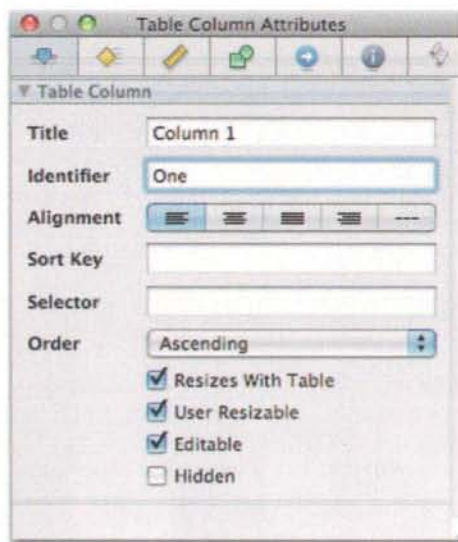 Table Column Attributes
Table Column
Title Column 1
Identifier One
Alignment
Sort Key
Selector
Order Ascending
Resizes With Table
User Resizable
Editable
Hidden